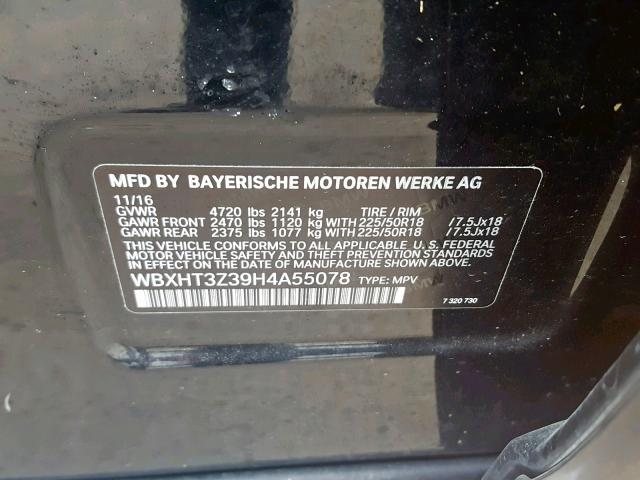 MFD BY BAYERISCHE MOTOREN WERKE AG
11/16
GVWR 4720 lbs 2141 kg TIRE / RIM
GAWR FRONT 2470 lbs 1120 kg WITH 225/50R18 /7.5Jx18
GAWR REAR 2375 lbs 1077 kg WITH 225/50R18 /7.5Jx18
THIS VEHICLE CONFORMS TO ALL APPLICABLE U. S. FEDERAL
MOTOR VEHICLE SAFETY AND THEFT PREVENTION STANDARDS
IN EFFECT ON THE DATE OF MANUFACTURE SHOWN ABOVE.
WBXHT3Z39H4A55078 TYPE: MPV
7 320 730